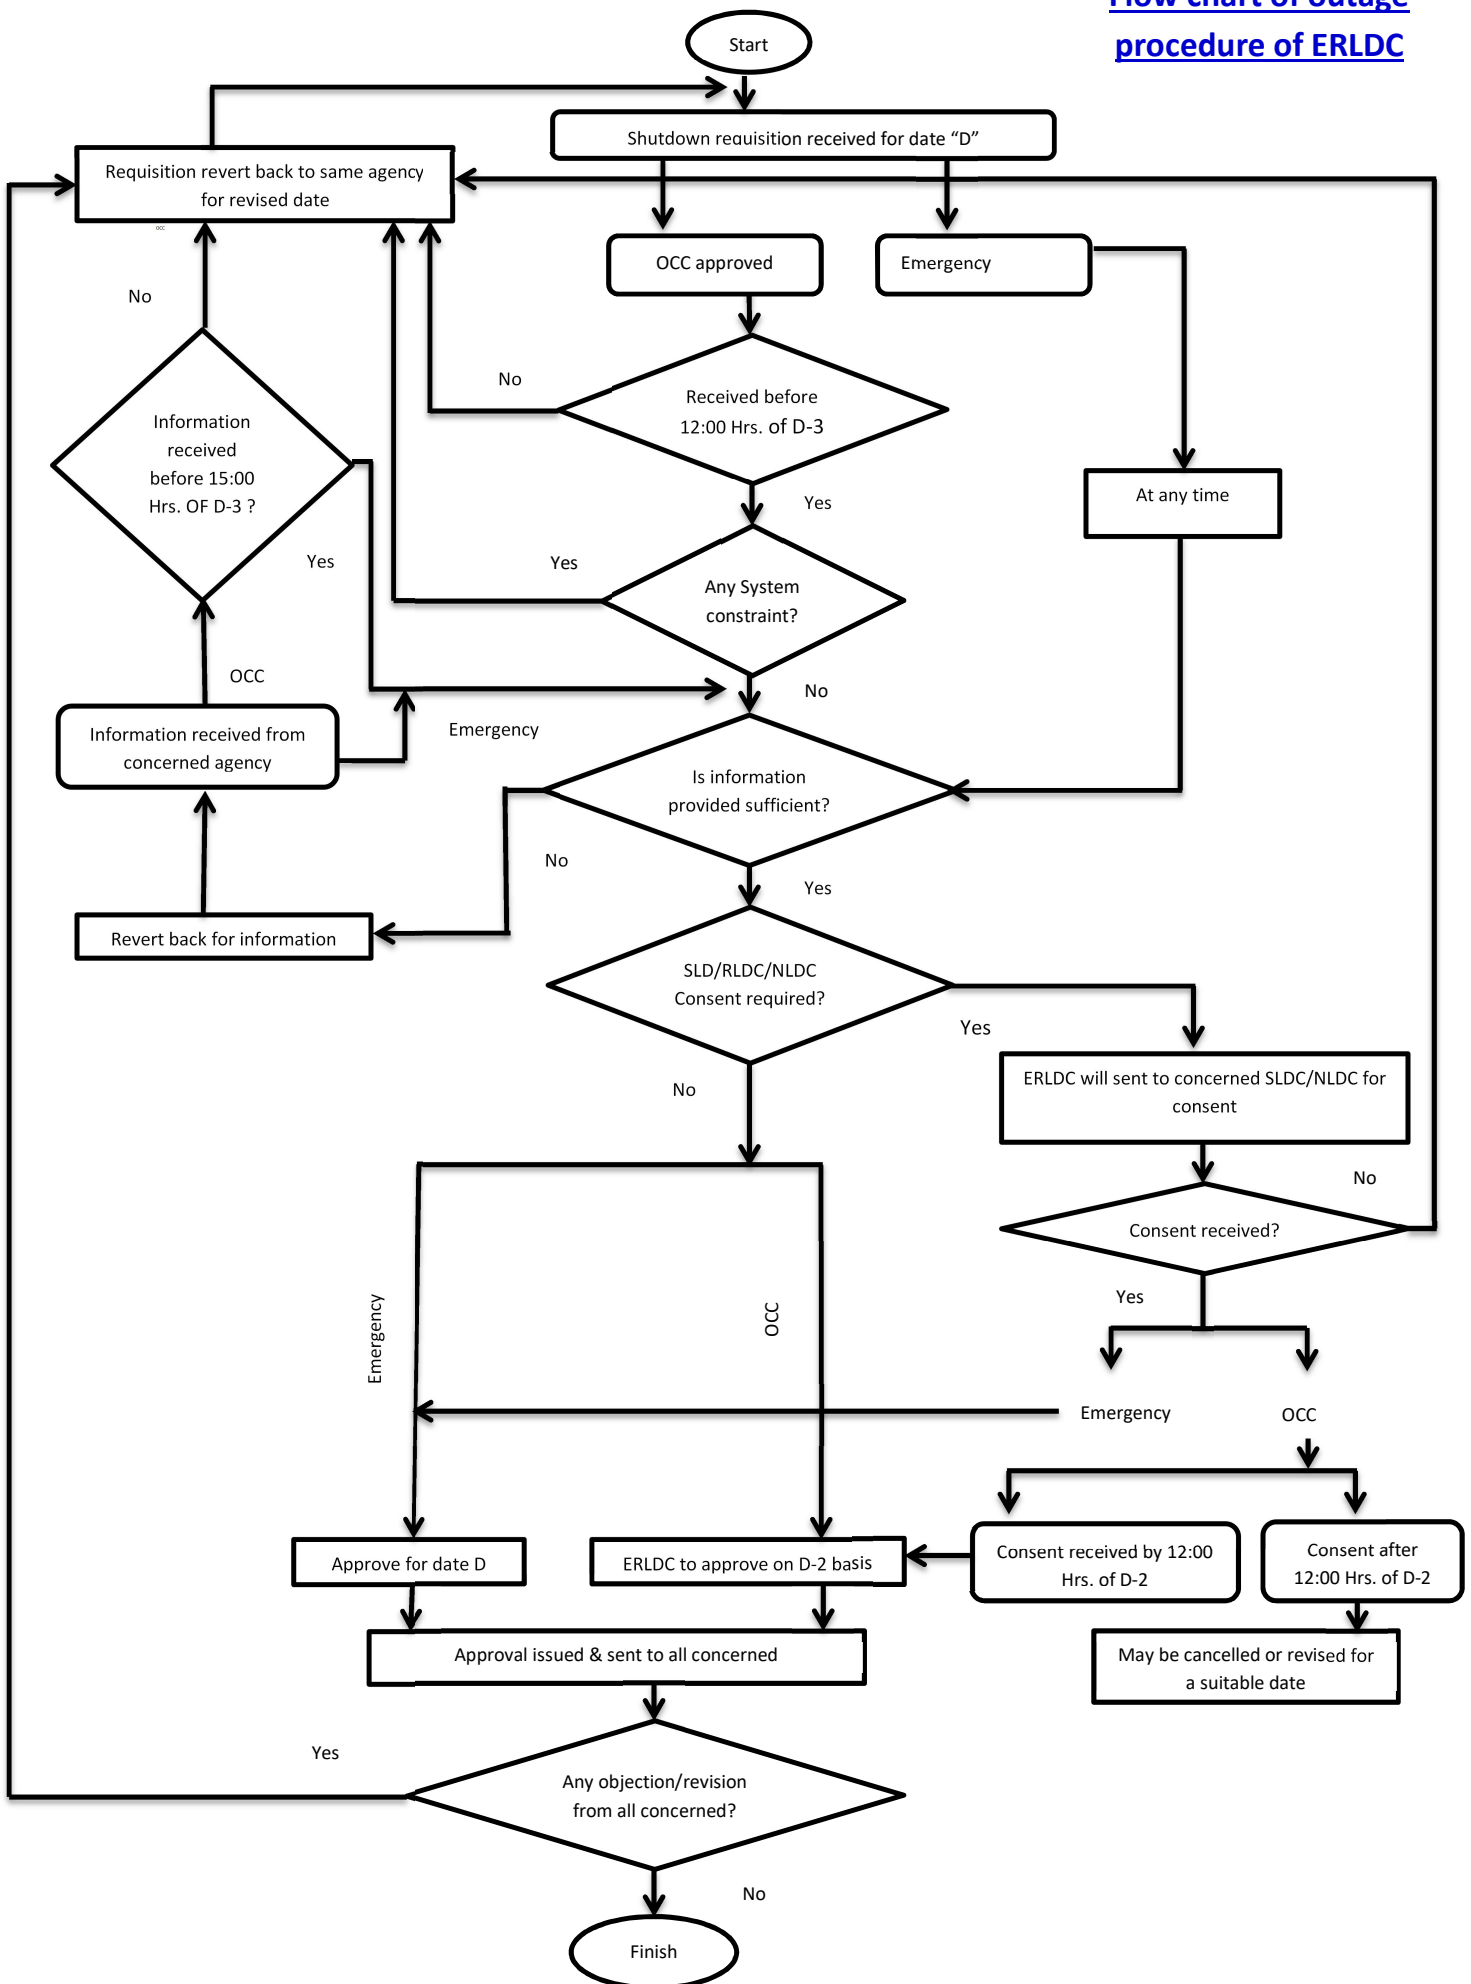 Flow chart of outage
procedure of ERLDC
Start
Shutdown requisition received for date “D”
Requisition revert back to same agency
for revised date
OCC
OCC approved
Emergency
No
No
Received before
12:00 Hrs. of D-3
Information
received
before 15:00
Hrs. OF D-3 ?
At any time
Yes
Yes
Yes
Any System
constraint?
OCC
No
Information received from
concerned agency
Emergency
Is information
provided sufficient?
No
Yes
Revert back for information
SLD/RLDC/NLDC
Consent required?
Yes
No
ERLDC will sent to concerned SLDC/NLDC for
consent
No
Consent received?
Yes
Emergency
OCC
Emergency
OCC
Approve for date D
ERLDC to approve on D-2 basis
Consent received by 12:00
Hrs. of D-2
Consent after
12:00 Hrs. of D-2
Approval issued & sent to all concerned
May be cancelled or revised for
a suitable date
Yes
Any objection/revision
from all concerned?
No
Finish